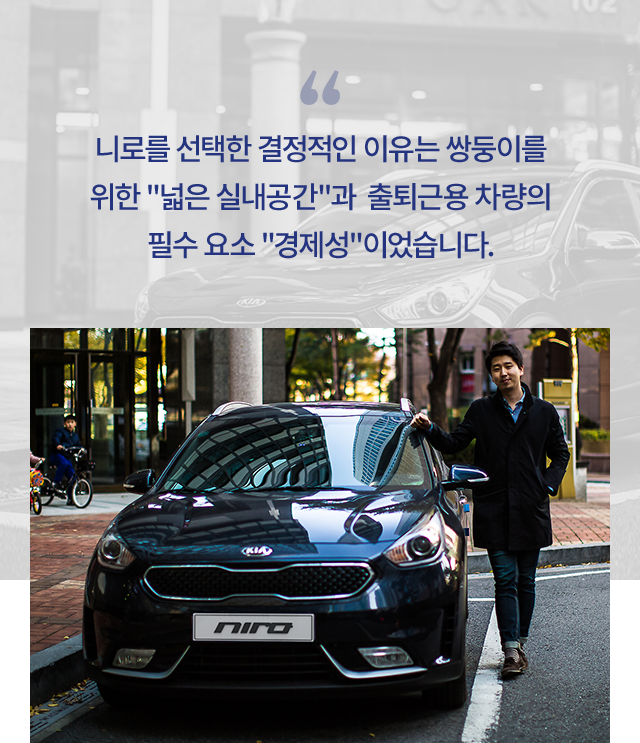 102
“
니로를 선택한 결정적인 이유는 쌍둥이를
위한 "넓은 실내공간"과 출퇴근용 차량의
필수 요소 "경제성"이었습니다.
KIA
KIA
niro